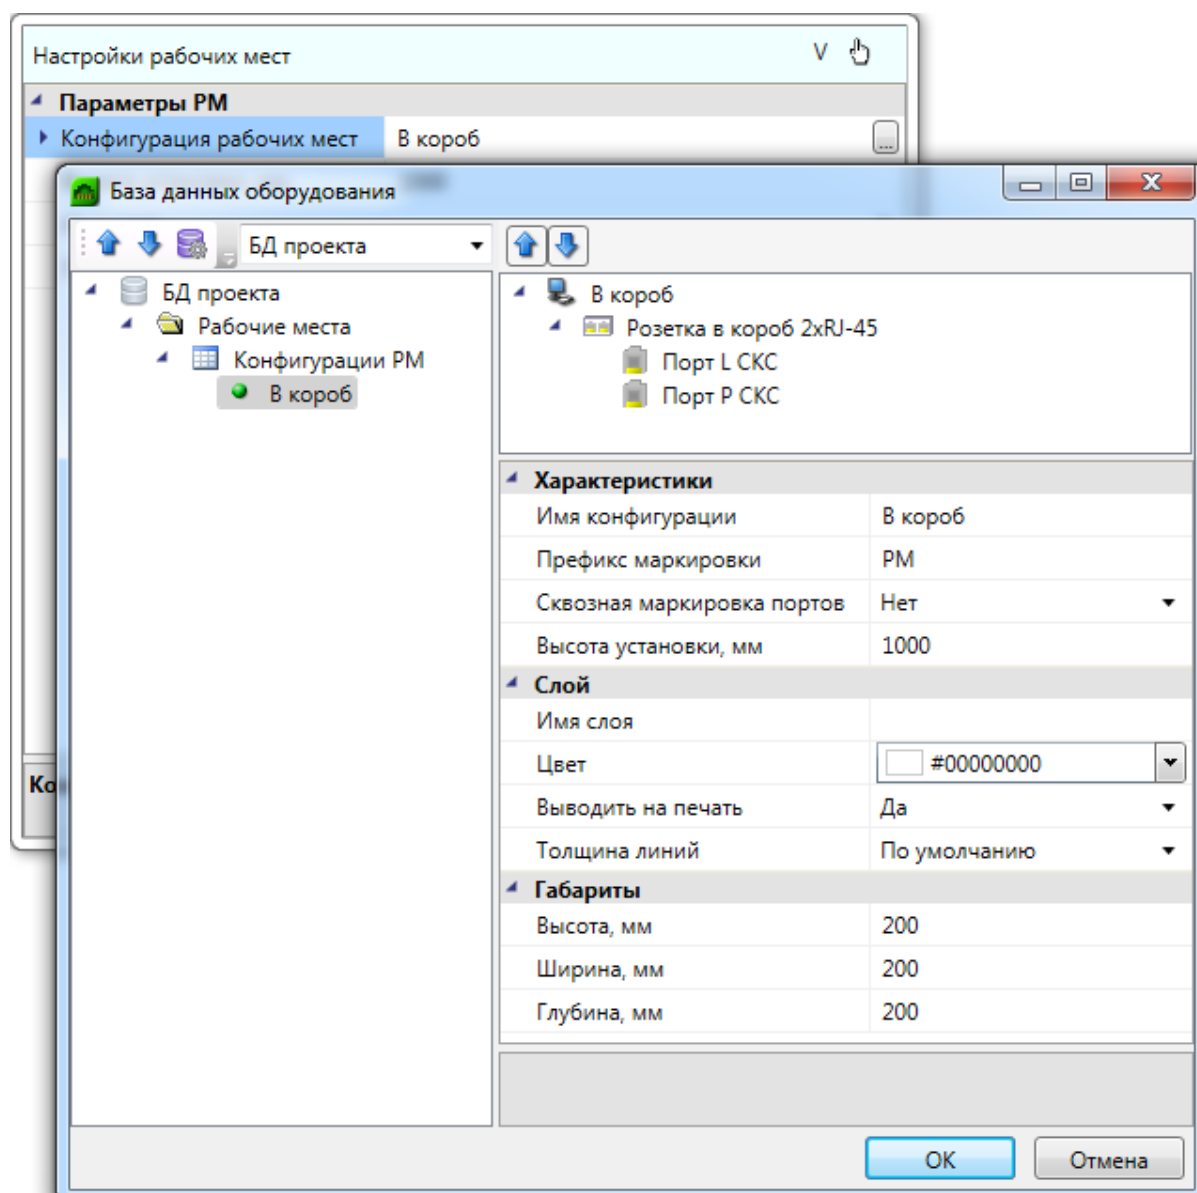 Настройки рабочих мест V
Параметры РМ
Конфигурация рабочих мест В короб ...
База данных оборудования
БД проекта
БД проекта
Рабочие места
Конфигурации РМ
В короб
В короб
Розетка в короб 2xRJ-45
Порт L СКС
Порт Р СКС
Характеристики
Имя конфигурации В короб
Префикс маркировки РМ
Сквозная маркировка портов Нет
Высота установки, мм 1000
Слой
Имя слоя
Цвет #00000000
Выводить на печать Да
Толщина линий По умолчанию
Габариты
Высота, мм 200
Ширина, мм 200
Глубина, мм 200
Ко
ОК Отмена